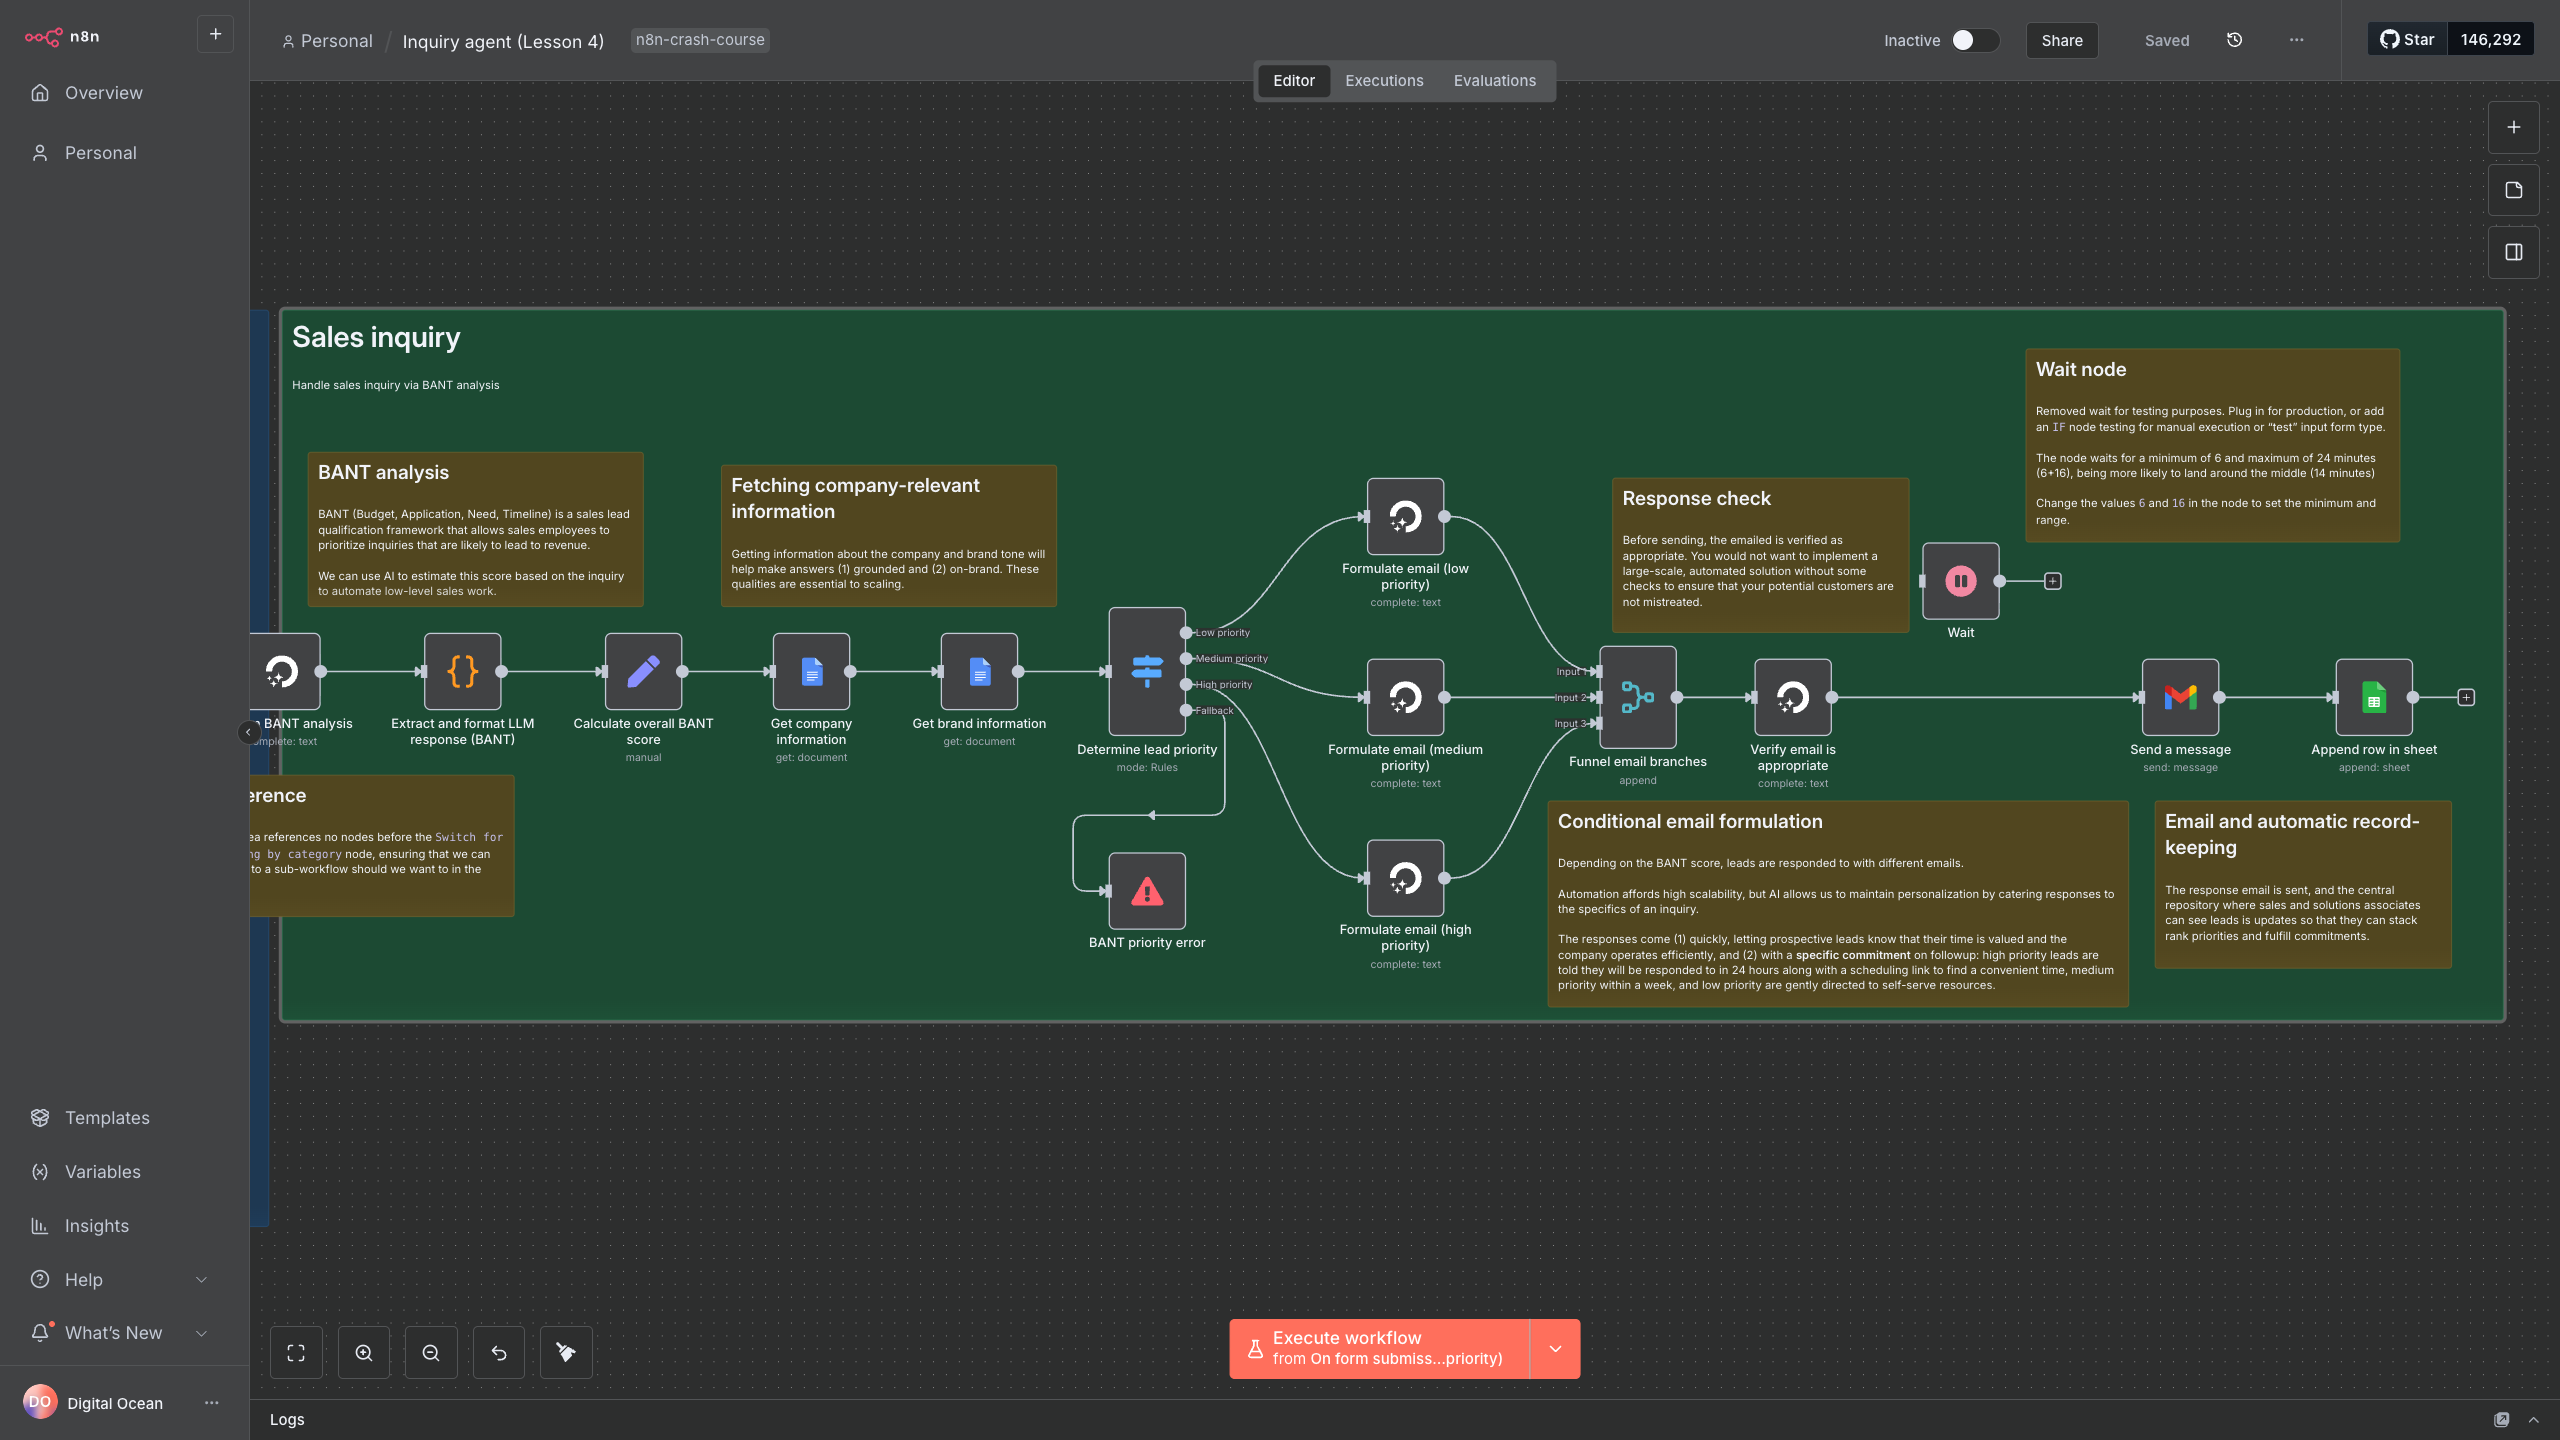 n8n
Overview
Personal
Templates
Variables
Insights
Help
What's New
DO
Digital Ocean
Personal / Inquiry agent (Lesson 4)
n8n-crash-course
Inactive
Share
Saved
Star
146,292
Editor
Executions
Evaluations
Sales inquiry
Handle sales inquiry via BANT analysis
BANT analysis
BANT (Budget, Application, Need, Timeline) is a sales lead
qualification framework that allows sales employees to
prioritize inquiries that are likely to lead to revenue.
We can use AI to estimate this score based on the inquiry
to automate low-level sales work.
Fetching company-relevant
information
Getting information about the company and brand tone will
help make answers (1) grounded and (2) on-brand. These
qualities are essential to scaling.
Response check
Before sending, the emailed is verified as
appropriate. You would not want to implement a
large-scale, automated solution without some
checks to ensure that your potential customers are
not mistreated.
Wait node
Removed wait for testing purposes. Plug in for production, or add
an IF node testing for manual execution or "test" input form type.
The node waits for a minimum of 6 and maximum of 24 minutes
(6+16), being more likely to land around the middle (14 minutes)
Change the values 6 and 16 in the node to set the minimum and
range.
Wait
BANT analysis
mplete: text
Extract and format LLM
response (BANT)
Calculate overall BANT
score
manual
Get company
information
get: document
Get brand information
get: document
Low priority
Medium priority
High priority
Fallback
Determine lead priority
mode: Rules
BANT priority error
Formulate email (low
priority)
complete: text
Formulate email (medium
priority)
complete: text
Formulate email (high
priority)
complete: text
Input 1
Input 2
Input 3
Funnel email branches
append
Verify email is
appropriate
complete: text
Send a message
send: message
Append row in sheet
append: sheet
erence
ea references no nodes before the Switch for
ng by category node, ensuring that we can
to a sub-workflow should we want to in the
Conditional email formulation
Depending on the BANT score, leads are responded to with different emails.
Automation affords high scalability, but AI allows us to maintain personalization by catering responses to
the specifics of an inquiry.
The responses come (1) quickly, letting prospective leads know that their time is valued and the
company operates efficiently, and (2) with a specific commitment on followup: high priority leads are
told they will be responded to in 24 hours along with a scheduling link to find a convenient time, medium
priority within a week, and low priority are gently directed to self-serve resources.
Email and automatic record-
keeping
The response email is sent, and the central
repository where sales and solutions associates
can see leads is updates so that they can stack
rank priorities and fulfill commitments.
Execute workflow
from On form submiss...priority)
Logs